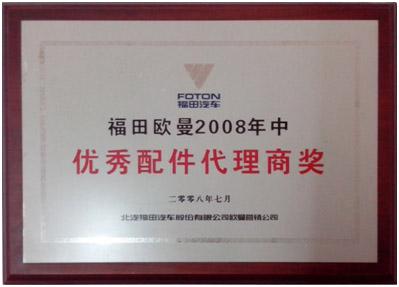 FOTON
福田汽车
福田欧曼2008年中
优秀配件代理商奖
二零零八年七月
北汽福田汽车股份有限公司欧曼营销公司